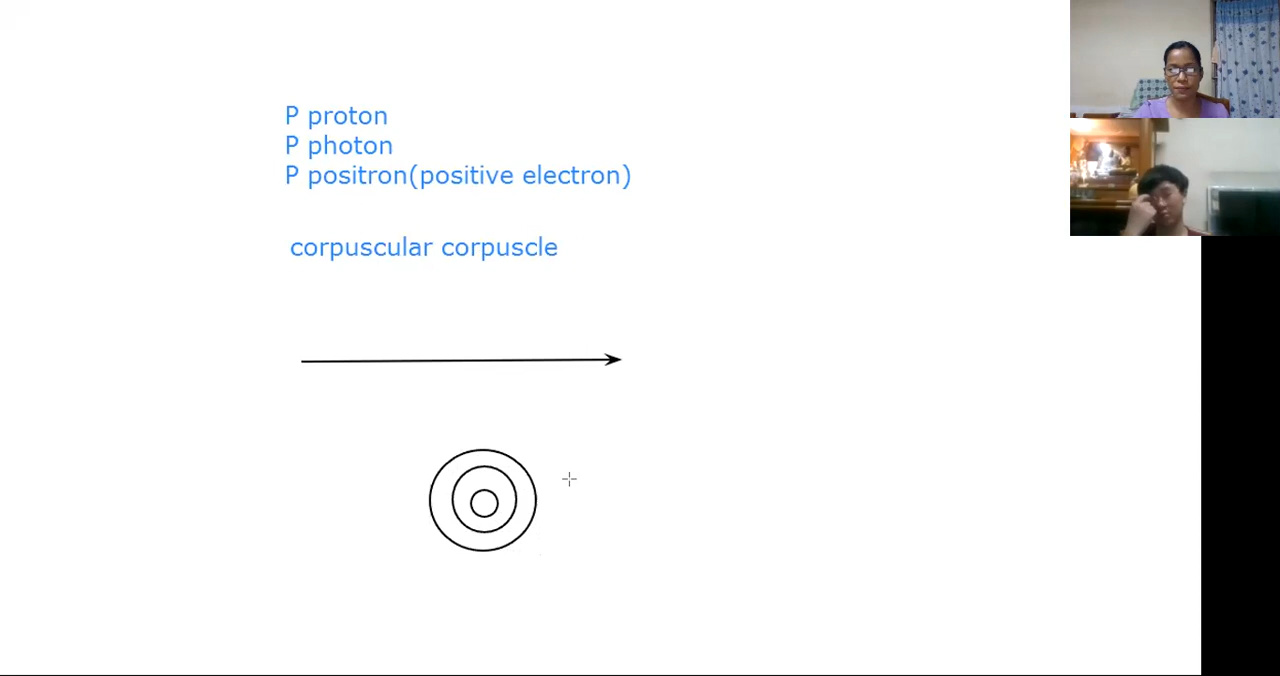 P proton
P photon
P positron(positive electron)
corpuscular corpuscle